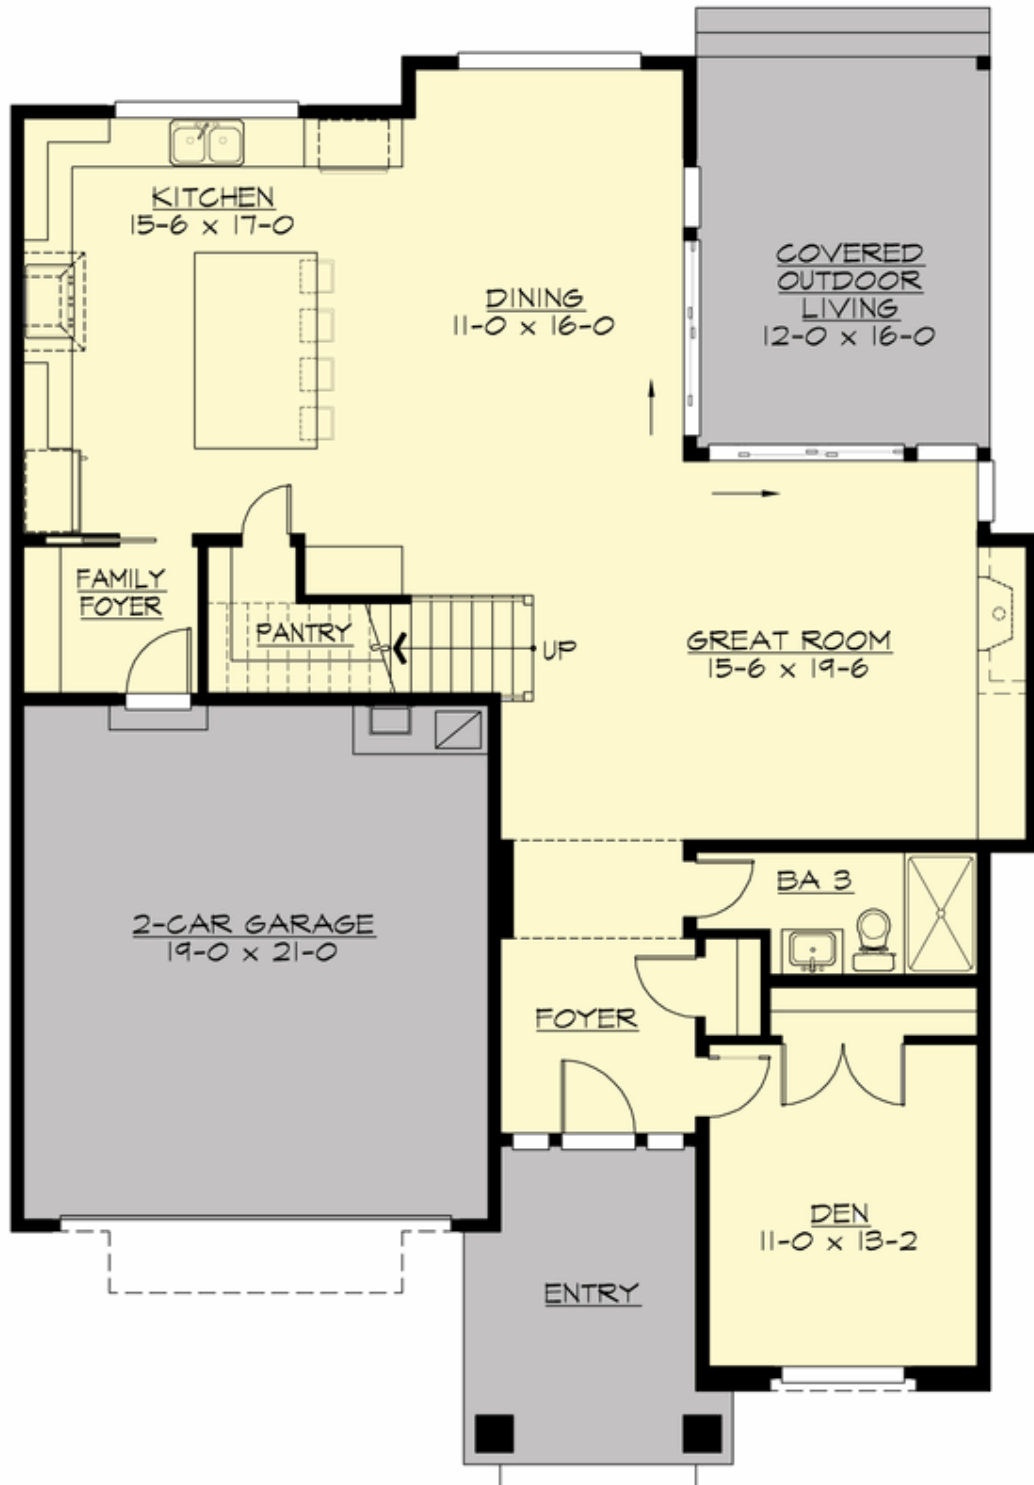 KITCHEN
15-6 x 17-0
DINING
11-0 x 16-0
COVERED
OUTDOOR
LIVING
12-0 x 16-0
FAMILY
FOYER
PANTRY
UP
GREAT ROOM
15-6 x 19-6
2-CAR GARAGE
19-0 x 21-0
BA 3
FOYER
DEN
11-0 x 13-2
ENTRY